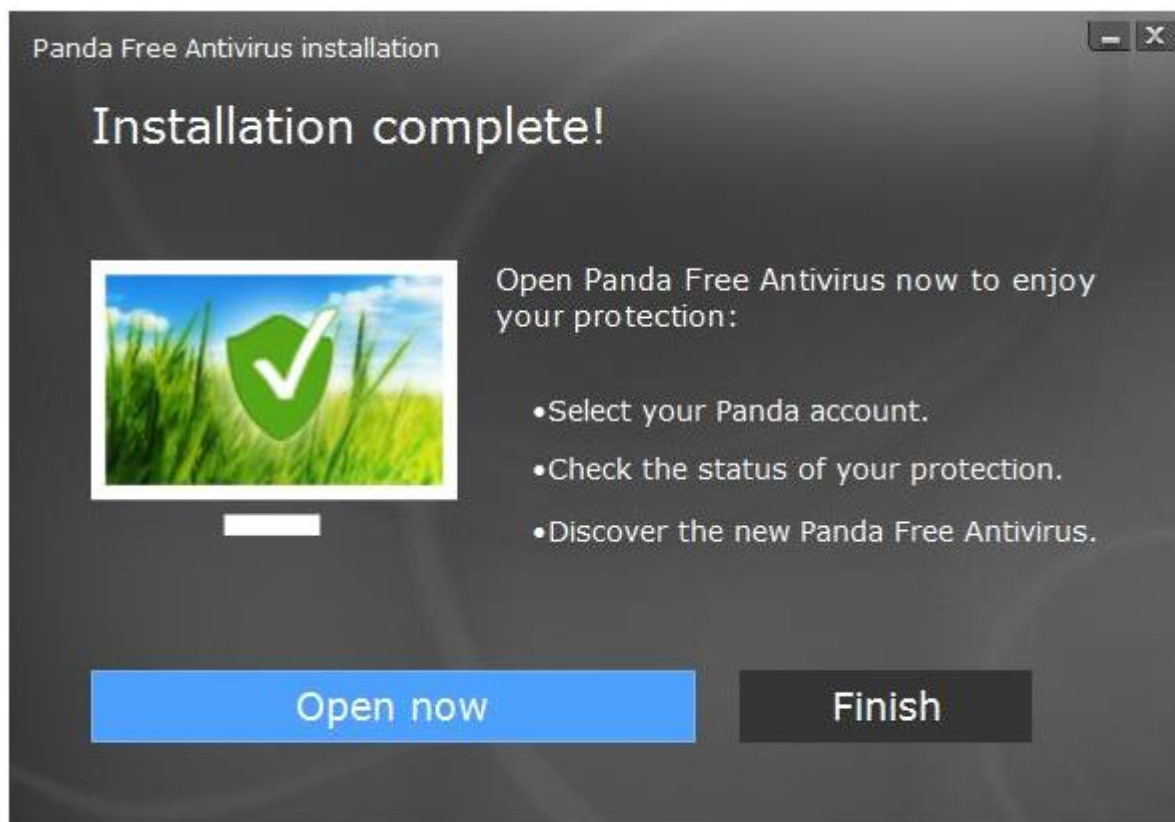 Panda Free Antivirus installation
Installation complete!
Open Panda Free Antivirus now to enjoy
your protection:
•Select your Panda account.
•Check the status of your protection.
•Discover the new Panda Free Antivirus.
Open now
Finish